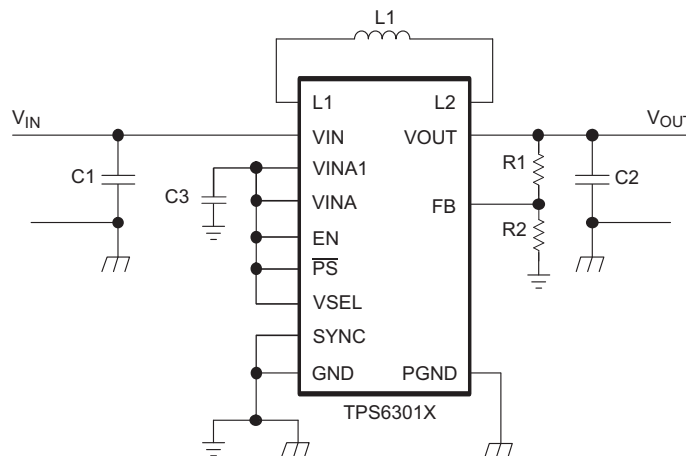 L1
L1 L2
VIN VIN VOUT VOUT
C1 VINA1 R1 C2
C3 VINA FB
EN R2
PS
VSEL
SYNC
GND PGND
TPS6301X